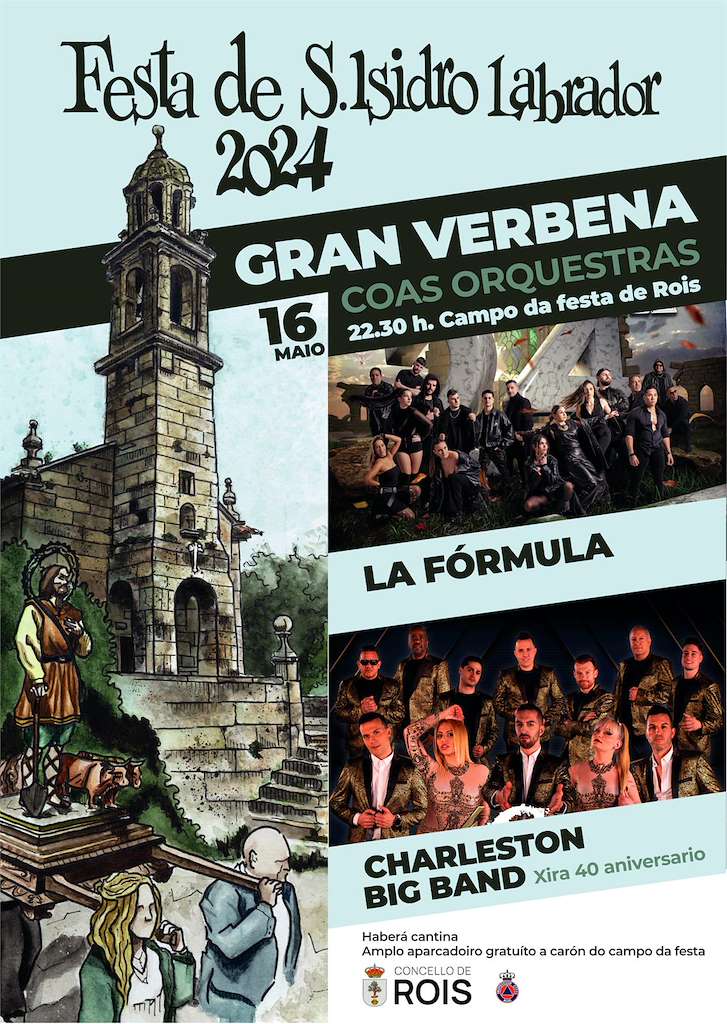 Festa de S.Isidro Labrador
2024
GRAN VERBENA
COAS ORQUESTRAS
22.30 h. Campo da festa de Rois
16
MAIO
LA FÓRMULA
CHARLESTON
BIG BAND Xira 40 aniversario
Haberá cantina
Amplo aparcadoiro gratuíto a carón do campo da festa
CONCELLO DE
ROIS